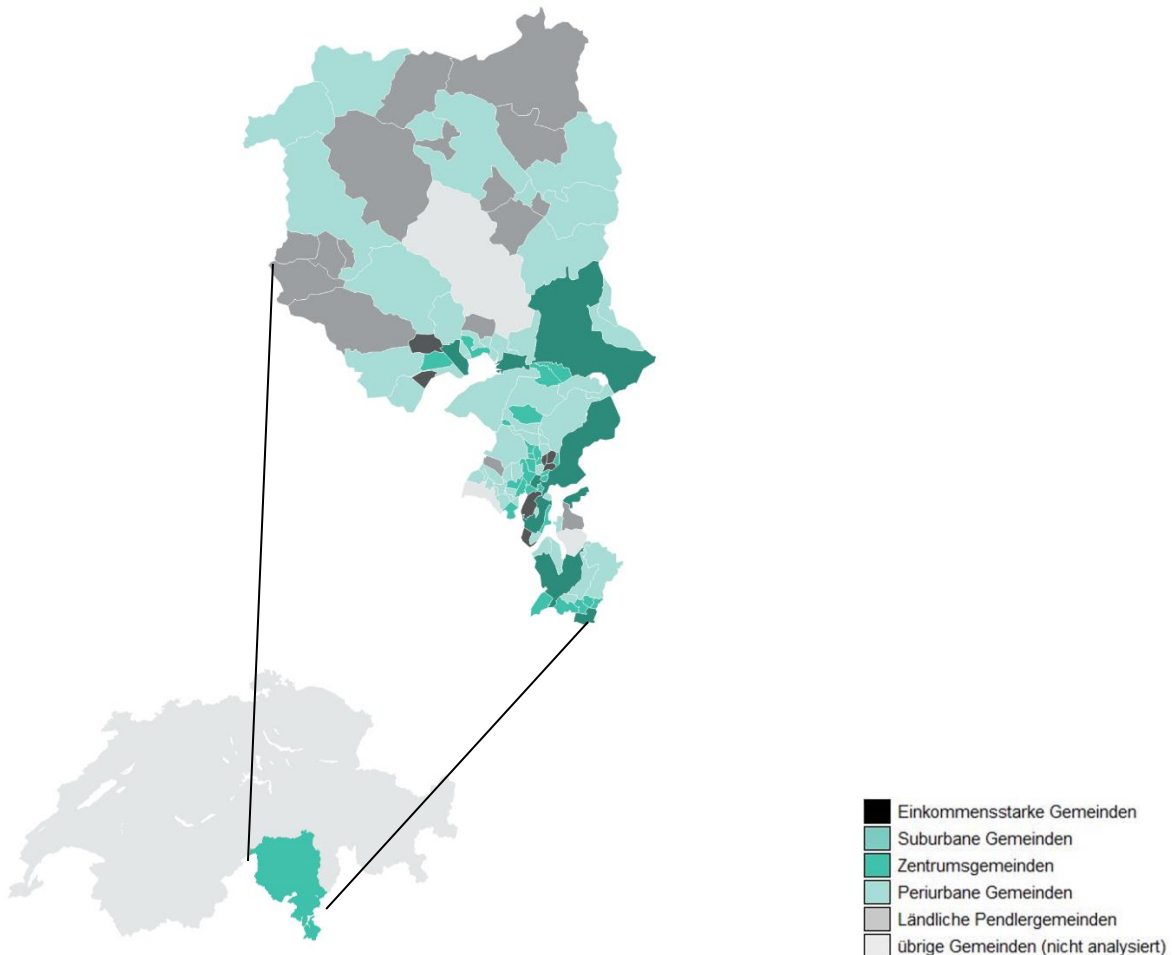 Einkommensstarke Gemeinden
Suburbane Gemeinden
Zentrumsgemeinden
Periurbane Gemeinden
Ländliche Pendlergemeinden
übrige Gemeinden (nicht analysiert)